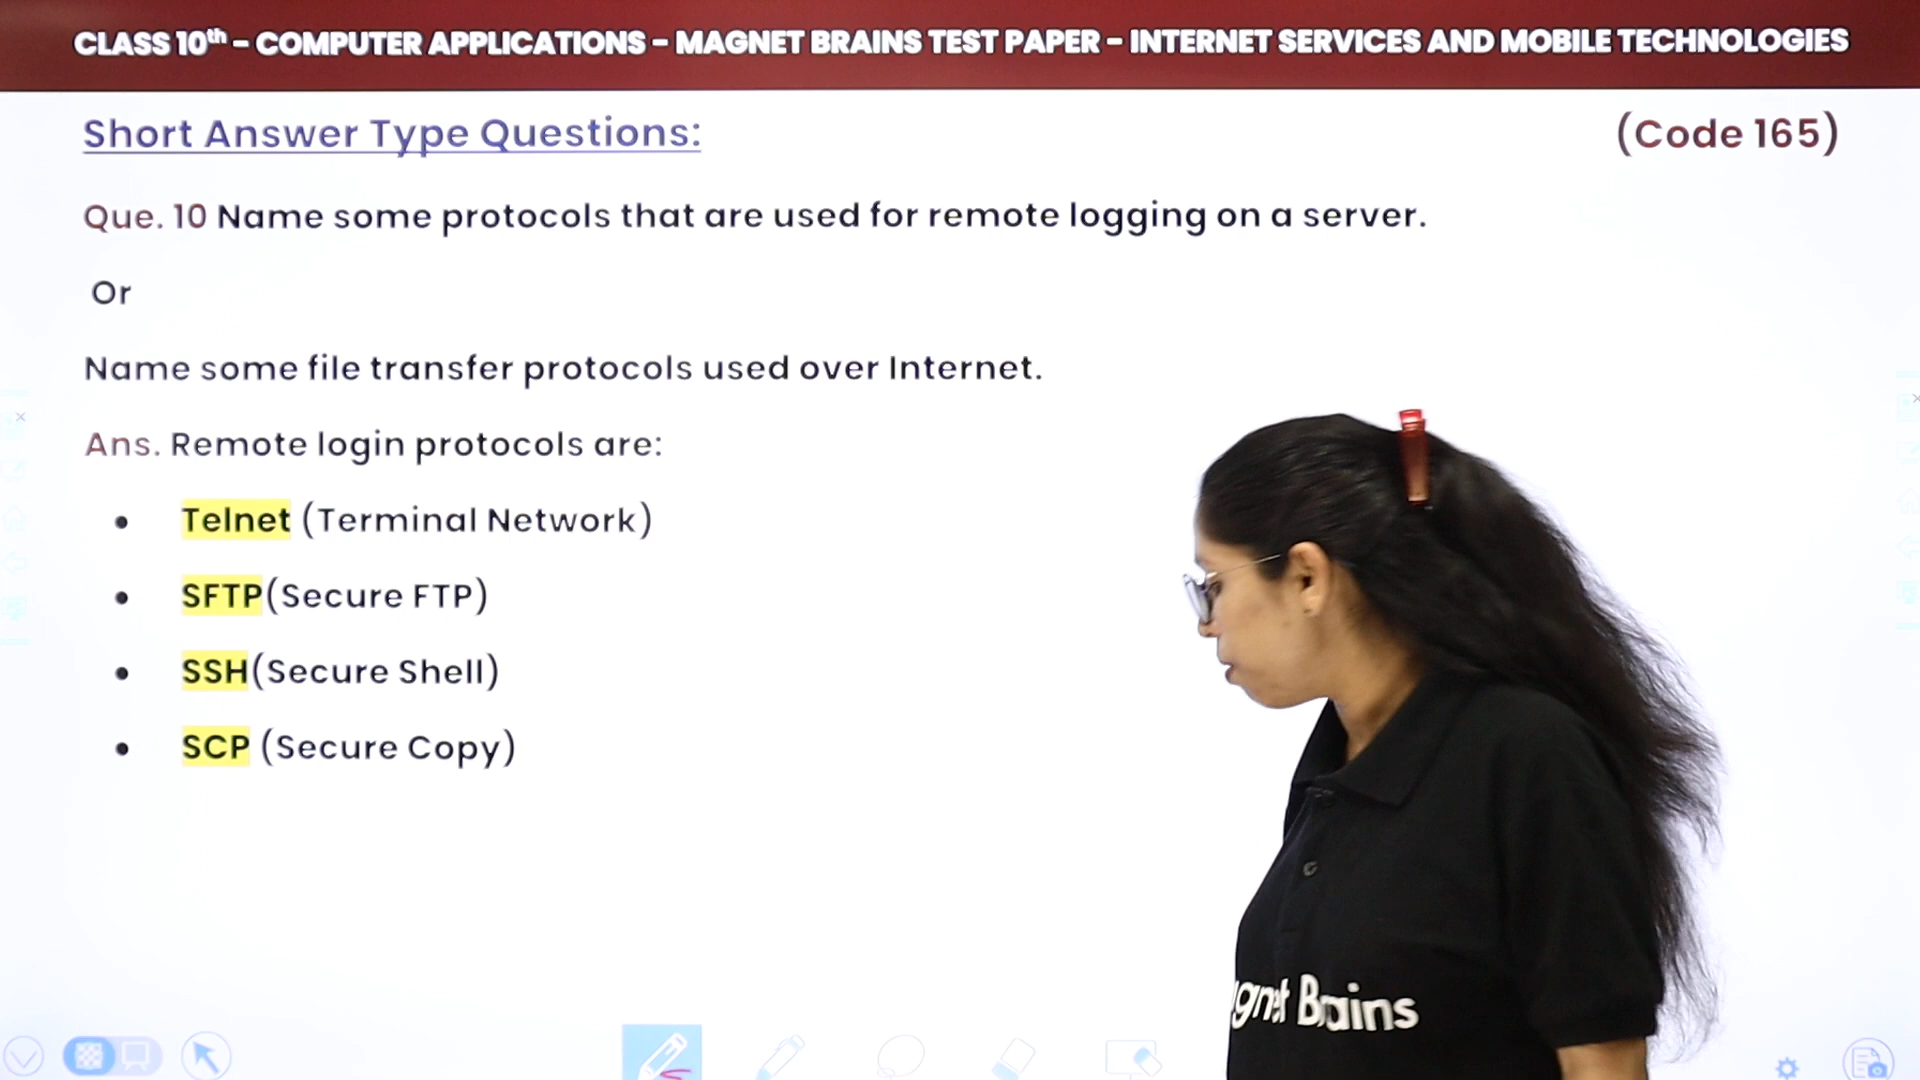 CLASS 10th - COMPUTER APPLICATIONS - MAGNET BRAINS TEST PAPER - INTERNET SERVICES AND MOBILE TECHNOLOGIES
Short Answer Type Questions:
(Code 165)
Que. 10 Name some protocols that are used for remote logging on a server.
Or
Name some file transfer protocols used over Internet.
Ans. Remote login protocols are:
• Telnet (Terminal Network)
• SFTP(Secure FTP)
• SSH(Secure Shell)
• SCP (Secure Copy)
gnet Brains